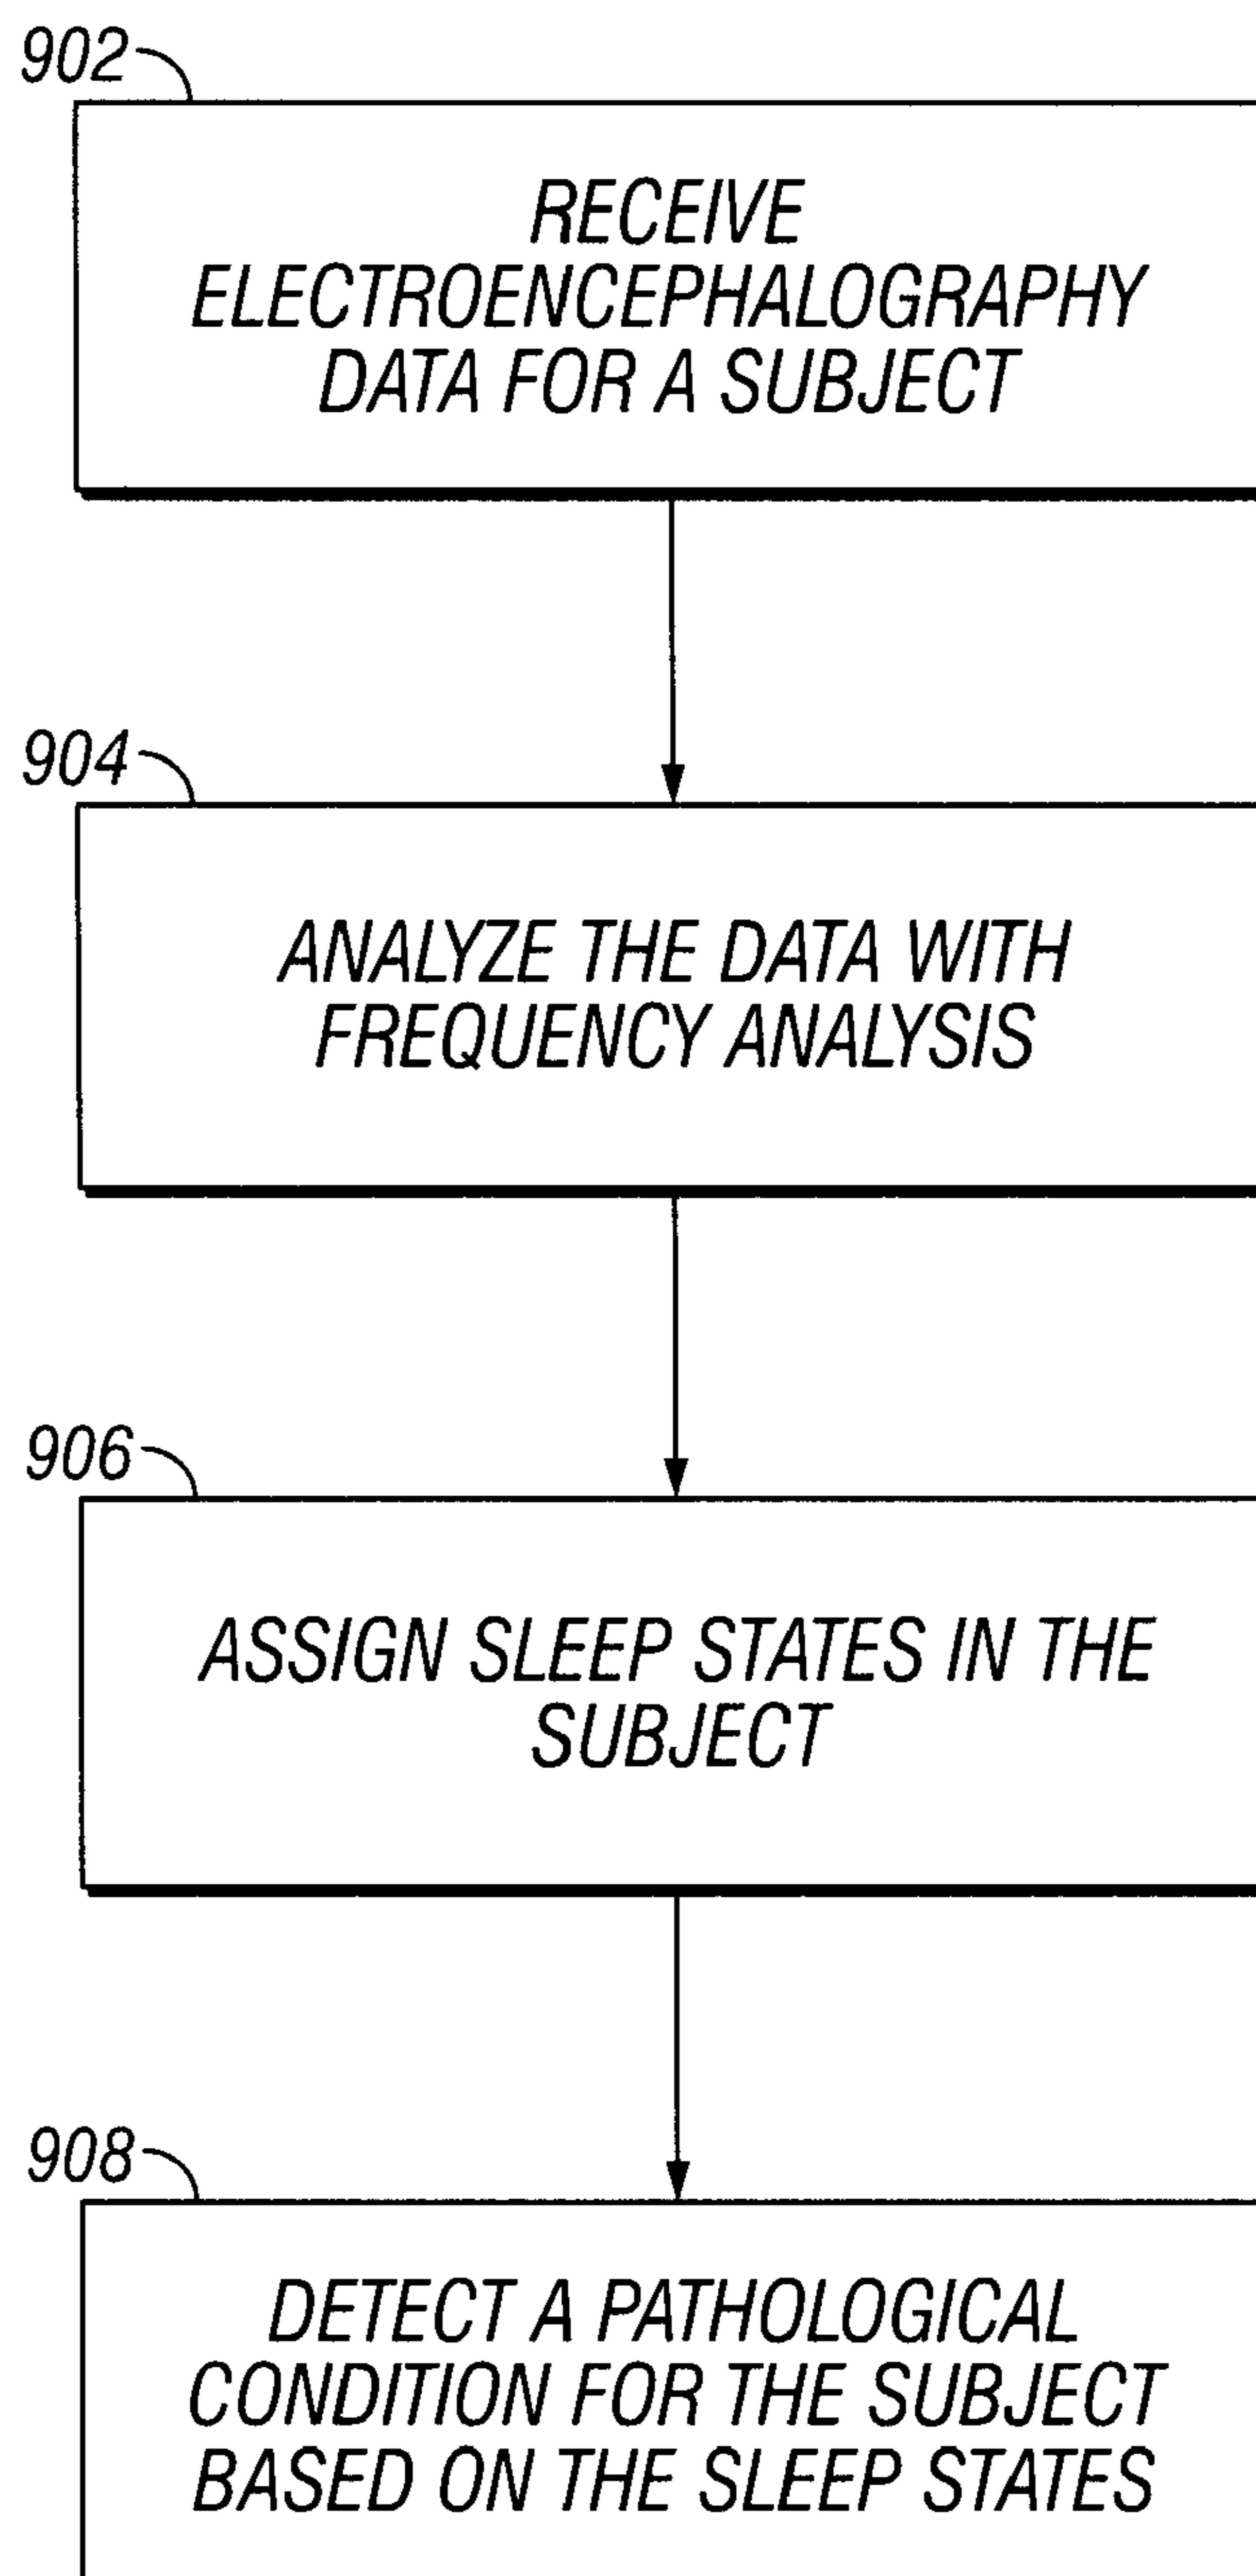 902
RECEIVE
ELECTROENCEPHALOGRAPHY
DATA FOR A SUBJECT
904
ANALYZE THE DATA WITH
FREQUENCY ANALYSIS
906
ASSIGN SLEEP STATES IN THE
SUBJECT
908
DETECT A PATHOLOGICAL
CONDITION FOR THE SUBJECT
BASED ON THE SLEEP STATES